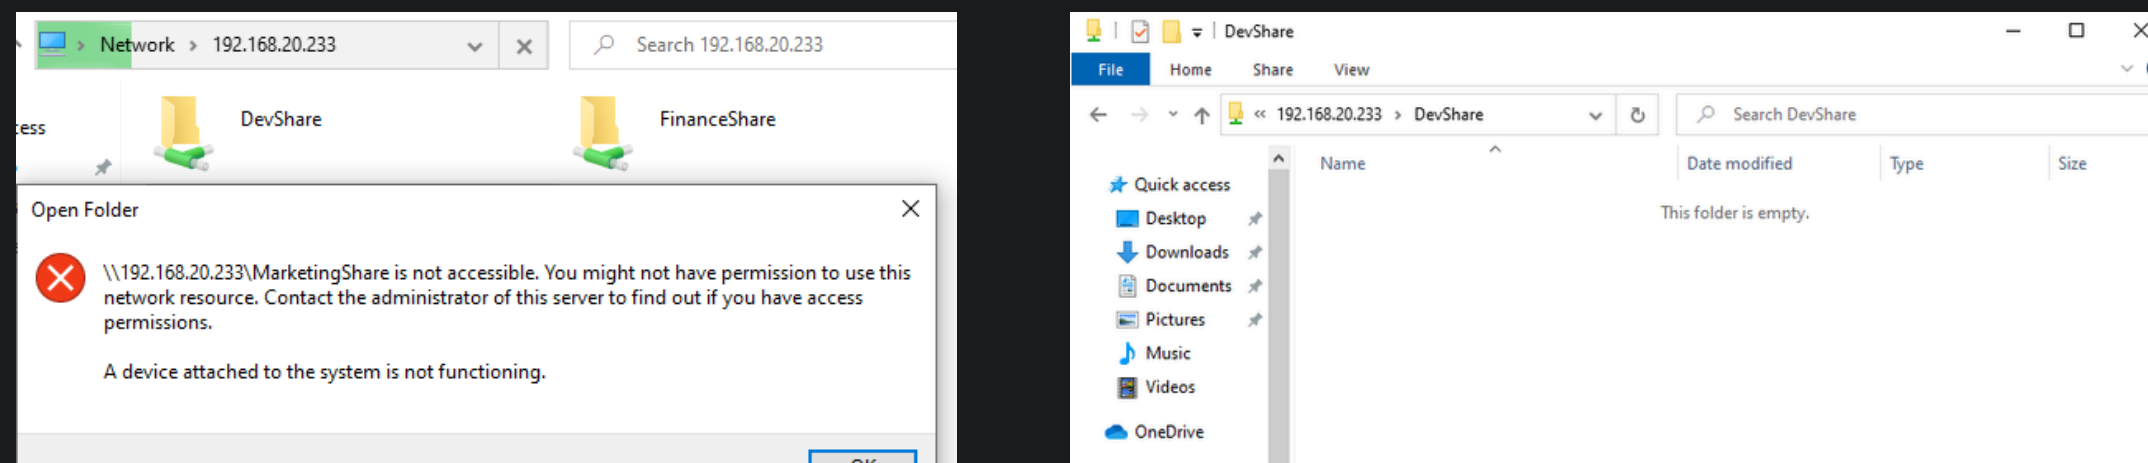 Network > 192.168.20.233
Search 192.168.20.233
DevShare
FinanceShare
Open Folder
\\192.168.20.233\MarketingShare is not accessible. You might not have permission to use this
network resource. Contact the administrator of this server to find out if you have access
permissions.
A device attached to the system is not functioning.
DevShare
File Home Share View
« 192.168.20.233 > DevShare
Search DevShare
Name Date modified Type Size
This folder is empty.
Quick access
Desktop
Downloads
Documents
Pictures
Music
Videos
OneDrive